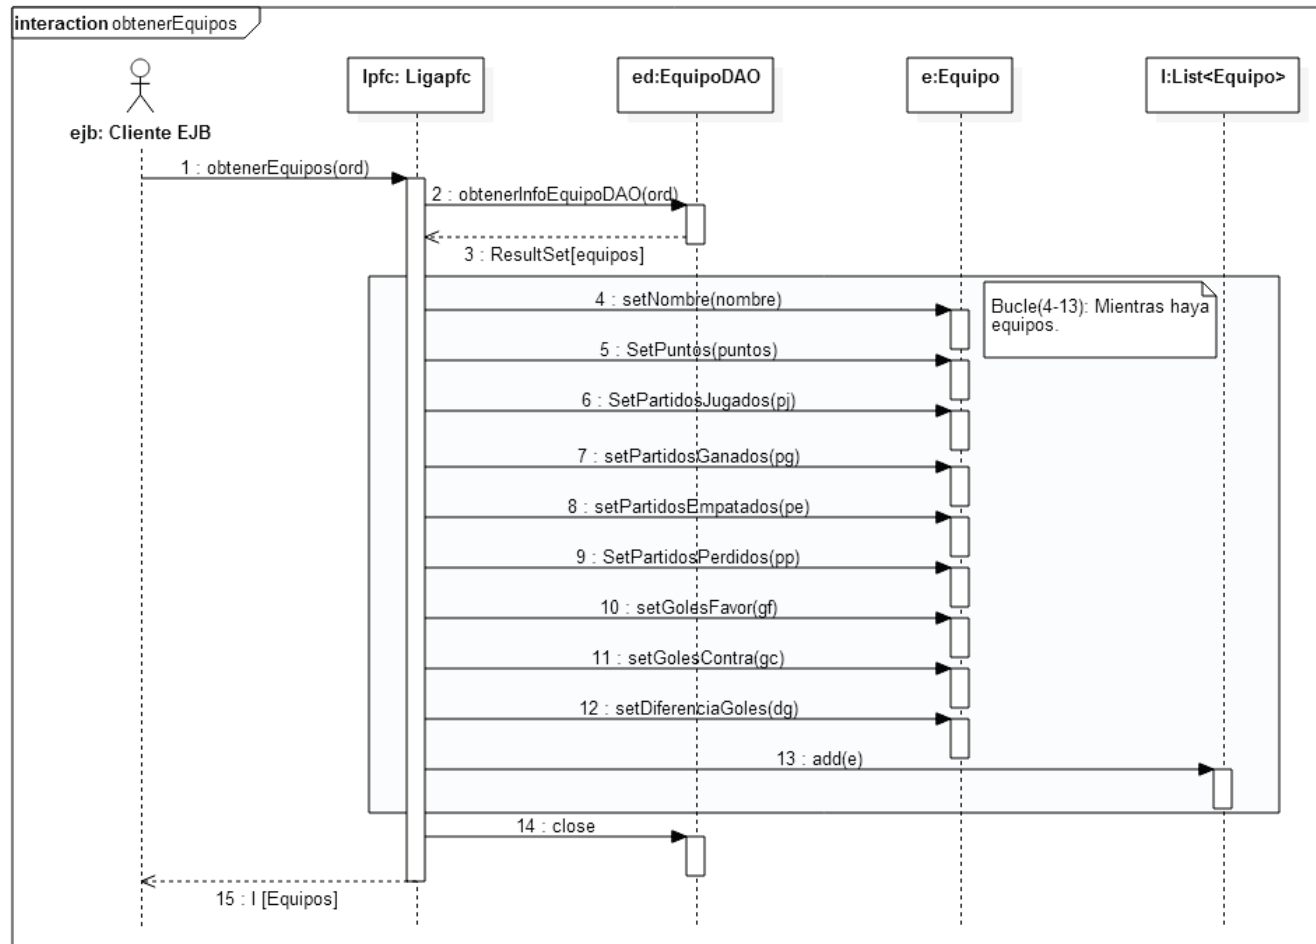 interaction obtenerEquipos
lpfc: Ligapfc
ed:EquipoDAO
e:Equipo
l:List<Equipo>
ejb: Cliente EJB
1 : obtenerEquipos(ord)
2 : obtenerInfoEquipoDAO(ord)
3 : ResultSet[equipos]
4 : setNombre(nombre)
Bucle(4-13): Mientras haya
equipos.
5 : SetPuntos(puntos)
6 : SetPartidosJugados(pj)
7 : setPartidosGanados(pg)
8 : setPartidosEmpatados(pe)
9 : SetPartidosPerdidos(pp)
10 : setGolesFavor(gf)
11 : setGolesContra(gc)
12 : setDiferenciaGoles(dg)
13 : add(e)
14 : close
15 : l [Equipos]